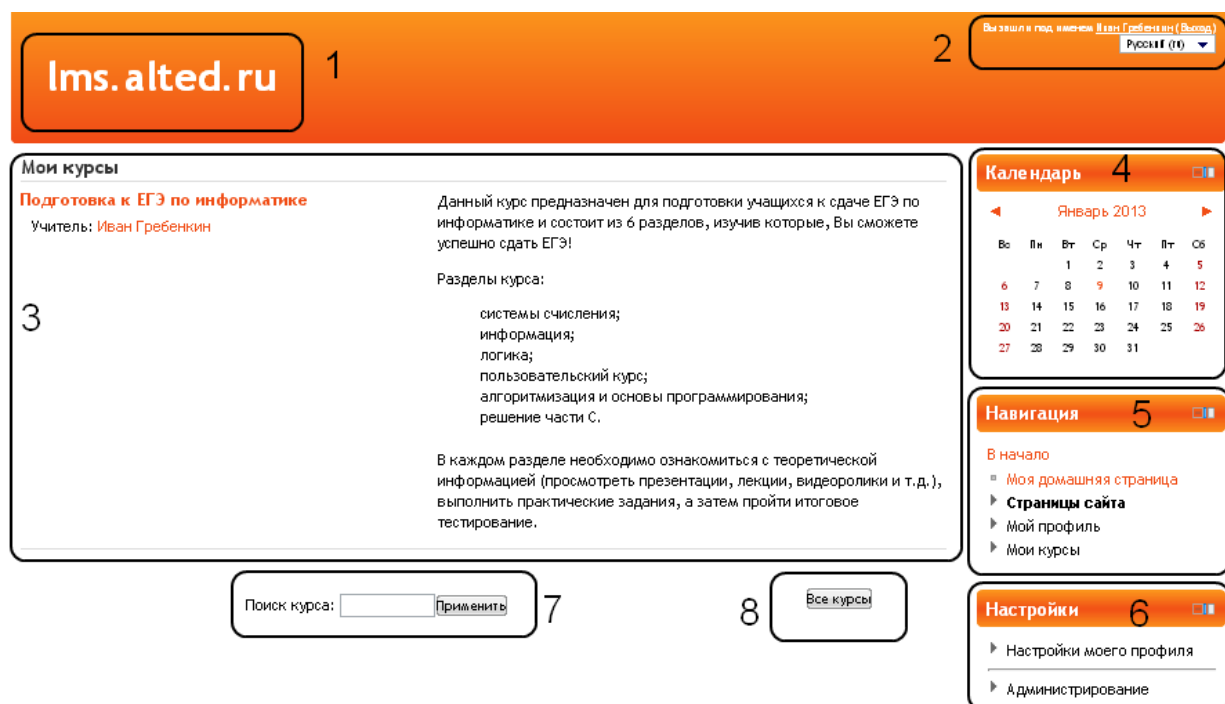 lms.alted.ru
1
2
Вы зашли под именем Иван Гребенкин (Выход)
Русский (ru)
Мои курсы
Подготовка к ЕГЭ по информатике
Учитель: Иван Гребенкин
3
Данный курс предназначен для подготовки учащихся к сдаче ЕГЭ по
информатике и состоит из 6 разделов, изучив которые, Вы сможете
успешно сдать ЕГЭ!
Разделы курса:
системы счисления;
информация;
логика;
пользовательский курс;
алгоритмизация и основы программирования;
решение части С.
В каждом разделе необходимо ознакомиться с теоретической
информацией (просмотреть презентации, лекции, видеоролики и т.д.),
выполнить практические задания, а затем пройти итоговое
тестирование.
Календарь 4
Январь 2013
Вс Пн Вт Ср Чт Пт Сб
1 2 3 4 5
6 7 8 9 10 11 12
13 14 15 16 17 18 19
20 21 22 23 24 25 26
27 28 29 30 31
Навигация 5
В начало
Моя домашняя страница
Страницы сайта
Мой профиль
Мои курсы
Настройки 6
Настройки моего профиля
Администрирование
Поиск курса: Применить 7
8 Все курсы